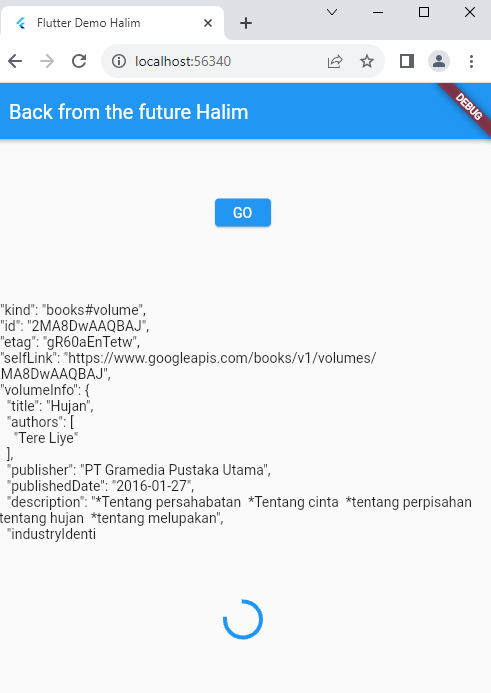 Flutter Demo Halim
localhost:56340
Back from the future Halim
DEBUG
GO
"kind": "books#volume",
"id": "2MA8DwAAQBAJ",
"etag": "gR60aEnTetw",
"selfLink": "https://www.googleapis.com/books/v1/volumes/
MA8DwAAQBAJ",
"volumeInfo": {
"title": "Hujan",
"authors": [
"Tere Liye"
],
"publisher": "PT Gramedia Pustaka Utama",
"publishedDate": "2016-01-27",
"description": "*Tentang persahabatan  *Tentang cinta  *tentang perpisahan
tentang hujan  *tentang melupakan",
"industryIdenti